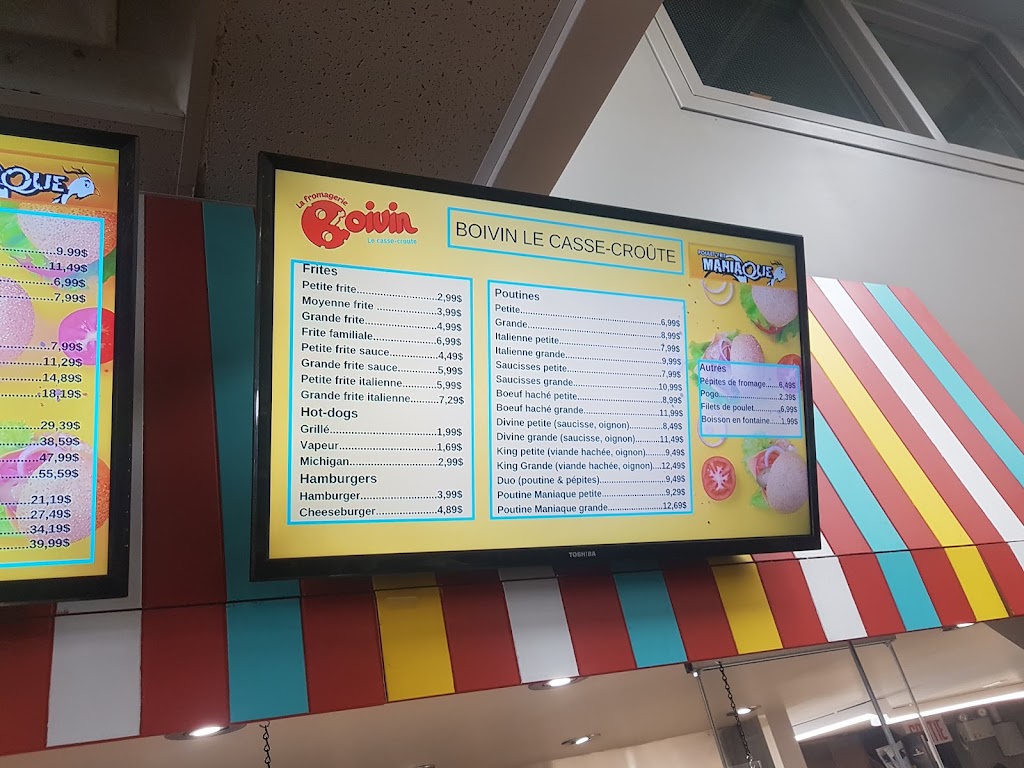 QUE
9.99$
11,49$
6,99$
7,99$
7,99$
11,29$
14,89$
18,19$
29,39$
38,59$
47,99$
55,59$
21,19$
27,49$
34,19$
39,99$
La fromagerie
Boivin
Le casse-croûte
BOIVIN LE CASSE-CROÛTE
MANIAQUE
Frites
Petite frite...2,99$
Moyenne frite...3,99$
Grande frite...4,99$
Frite familiale...6,99$
Petite frite sauce...4,49$
Grande frite sauce...5,99$
Petite frite italienne...5,99$
Grande frite italienne...7,29$
Hot-dogs
Grillé...1,99$
Vapeur...1,69$
Michigan...2,99$
Hamburgers
Hamburger...3,99$
Cheeseburger...4,89$
Poutines
Petite...6,99$
Grande...8,99$
Italienne petite...7,99$
Italienne grande...9,99$
Saucisses petite...7,99$
Saucisses grande...10,99$
Boeuf haché petite...8,99$
Boeuf haché grande...11,99$
Divine petite (saucisse, oignon)...8,49$
Divine grande (saucisse, oignon)...11,49$
King petite (viande hachée, oignon)...9,49$
King Grande (viande hachée, oignon)...12,49$
Duo (poutine & pépites)...9,49$
Poutine Maniaque petite...9,29$
Poutine Maniaque grande...12,69$
Autres
Pépites de fromage...6,49$
Pogo...2,39$
Filets de poulet...6,99$
Boisson en fontaine...1,99$
TOSHIBA